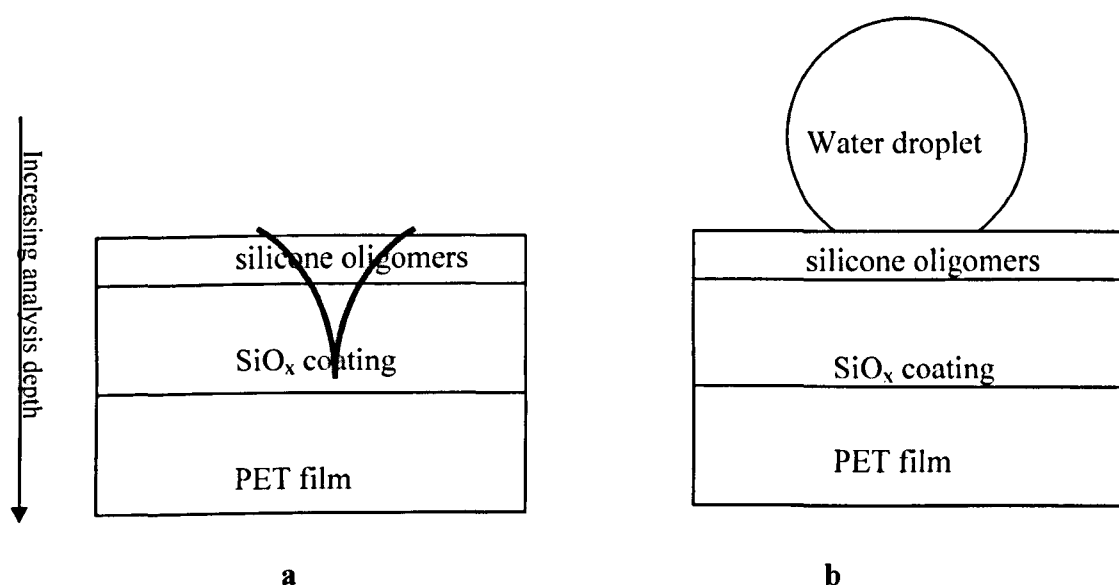 Increasing analysis depth
silicone oligomers
SiOₓ coating
PET film
a
Water droplet
silicone oligomers
SiOₓ coating
PET film
b